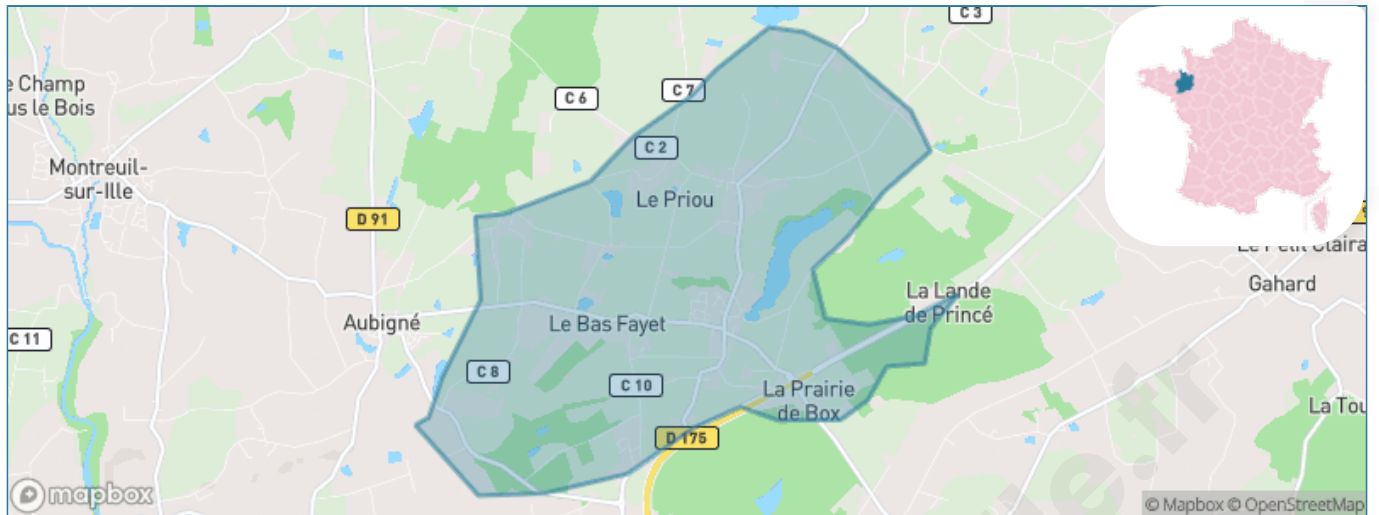 C 3
e Champ
us le Bois
C 6
C 7
C 2
Montreuil-
sur-Ille
Le Priou
D 91
Le Petit Claira
Gahard
La Lande
de Princé
Aubigné
Le Bas Fayet
C 11
C 8
C 10
La Prairie
de Box
La Tou
D 175
mapbox
© Mapbox © OpenStreetMap